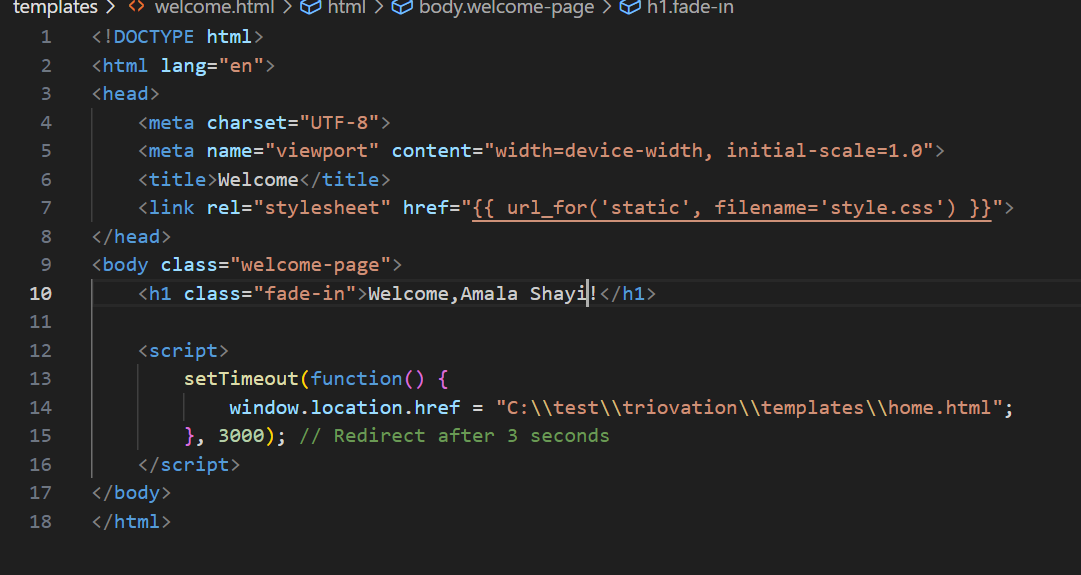 templates > <> welcome.html > html > body.welcome-page > h1.fade-in
1 <!DOCTYPE html>
2 <html lang="en">
3 <head>
4     <meta charset="UTF-8">
5     <meta name="viewport" content="width=device-width, initial-scale=1.0">
6     <title>Welcome</title>
7     <link rel="stylesheet" href="{{ url_for('static', filename='style.css') }}">
8 </head>
9 <body class="welcome-page">
10     <h1 class="fade-in">Welcome,Amala Shayi!</h1>
11
12     <script>
13         setTimeout(function() {
14             window.location.href = "C:\\test\\triovation\\templates\\home.html";
15         }, 3000); // Redirect after 3 seconds
16     </script>
17 </body>
18 </html>